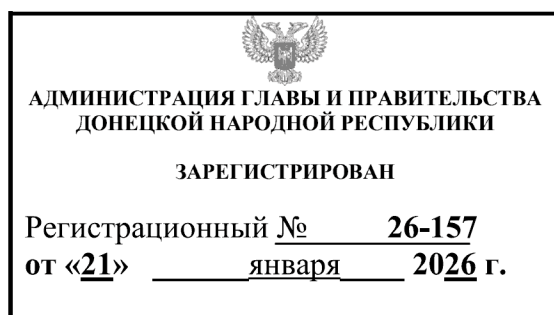 АДМИНИСТРАЦИЯ ГЛАВЫ И ПРАВИТЕЛЬСТВА
ДОНЕЦКОЙ НАРОДНОЙ РЕСПУБЛИКИ
ЗАРЕГИСТРИРОВАН
Регистрационный № 26-157
от «21» января 2026 г.